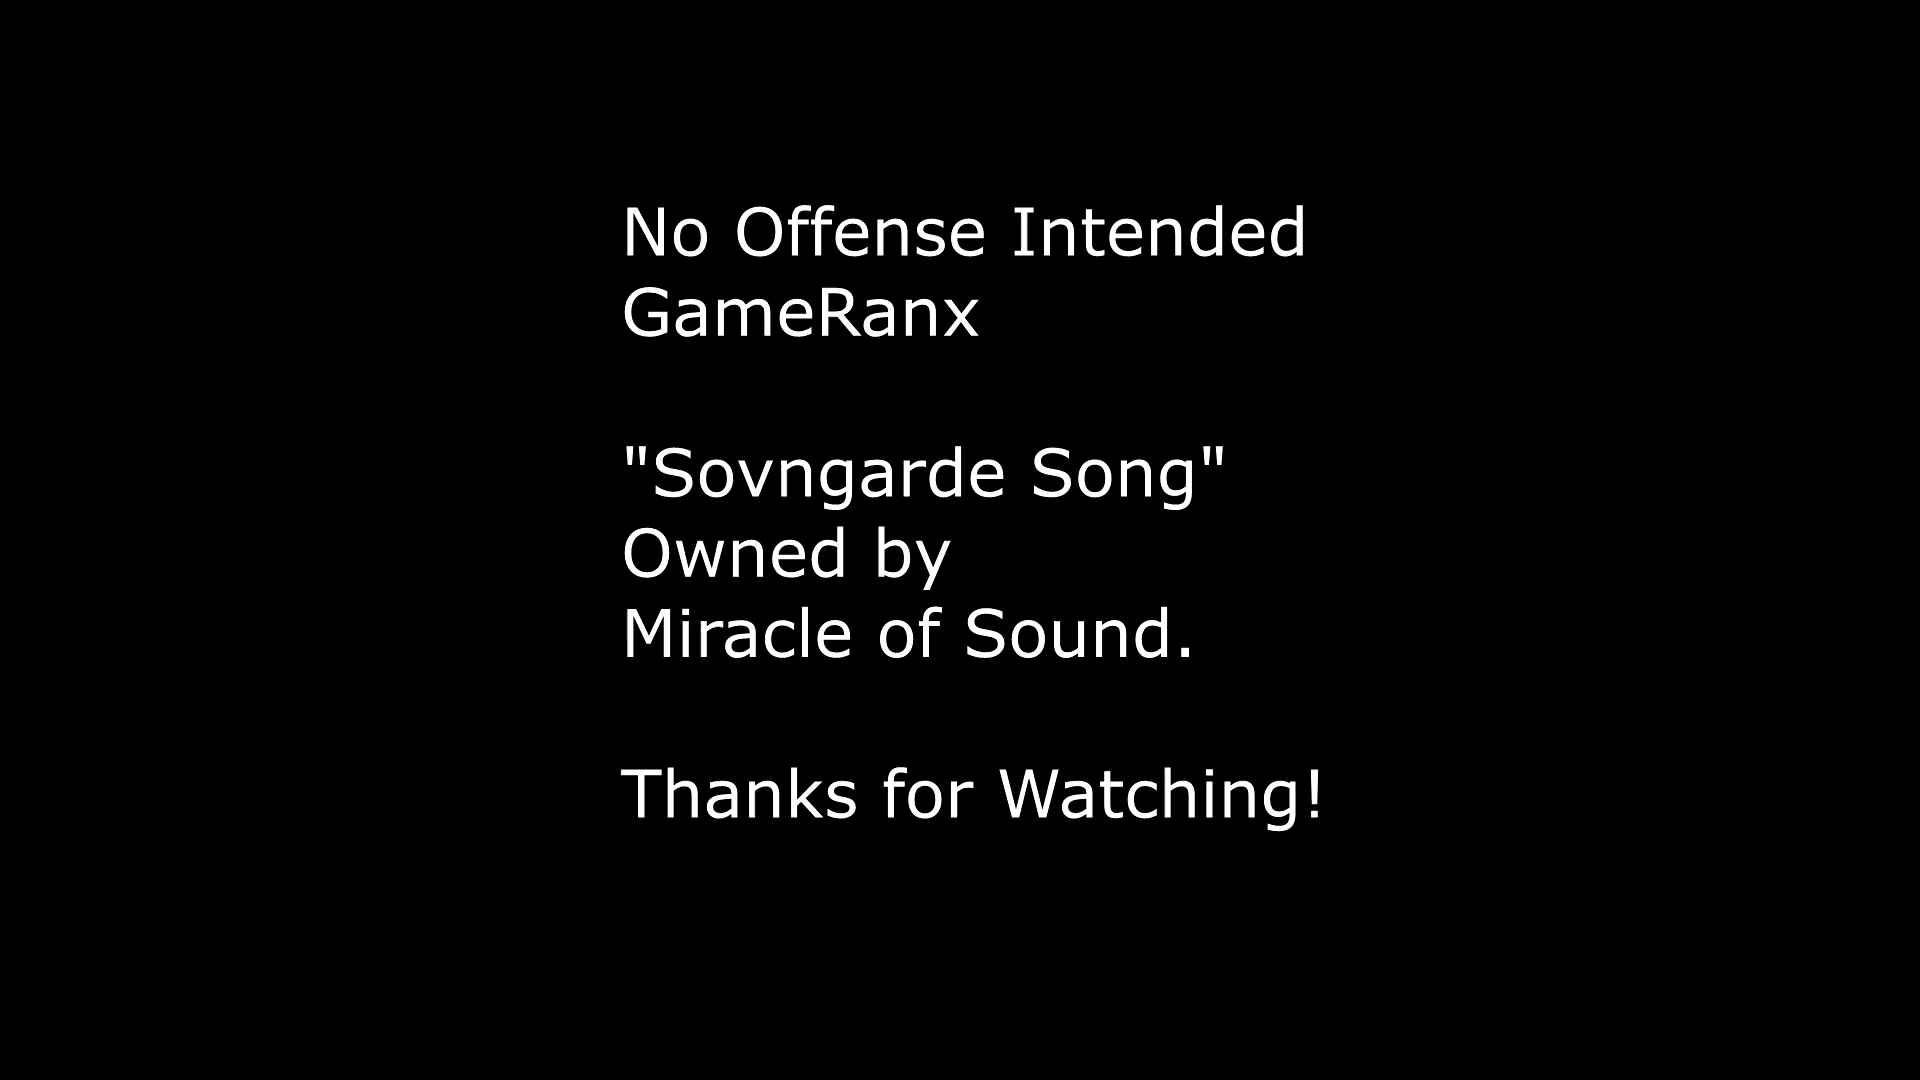 No Offense Intended
GameRanx
"Sovngarde Song"
Owned by
Miracle of Sound.
Thanks for Watching!